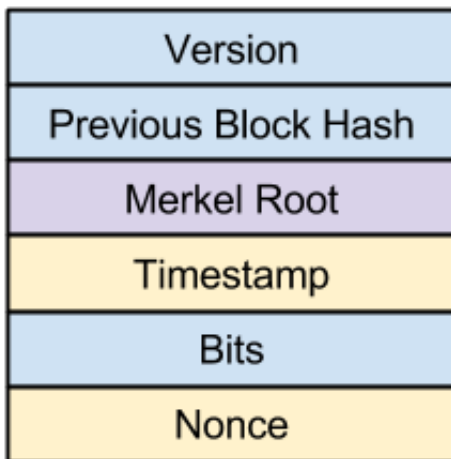 Version
Previous Block Hash
Merkel Root
Timestamp
Bits
Nonce